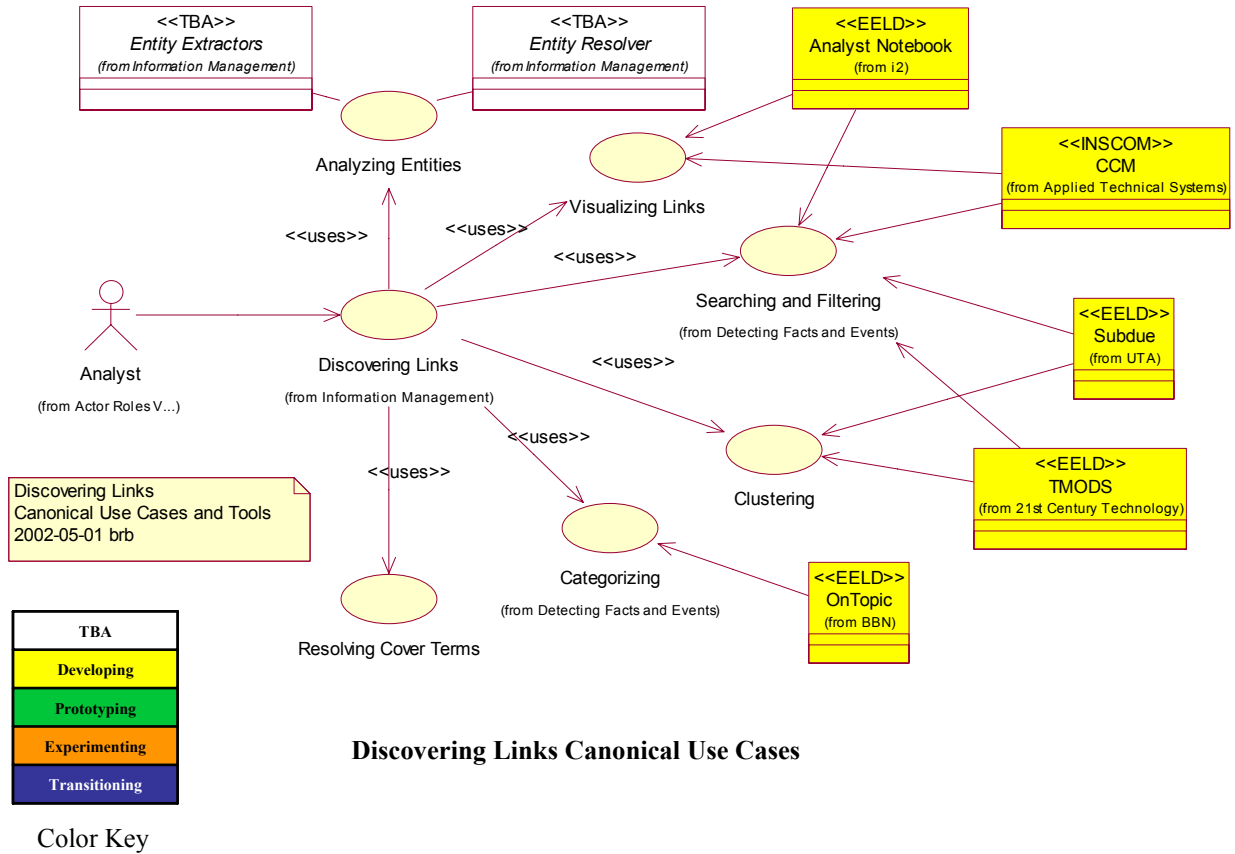 <<TBA>>
Entity Extractors
(from Information Management)
<<TBA>>
Entity Resolver
(from Information Management)
<<EELD>>
Analyst Notebook
(from i2)
<<INSCOM>>
CCM
(from Applied Technical Systems)
Analyzing Entities
Visualizing Links
<<uses>>
<<uses>>
<<uses>>
Searching and Filtering
(from Detecting Facts and Events)
<<EELD>>
Subdue
(from UTA)
Analyst
(from Actor Roles V...)
Discovering Links
(from Information Management)
<<uses>>
<<uses>>
<<uses>>
Clustering
<<EELD>>
TMODS
(from 21st Century Technology)
Discovering Links
Canonical Use Cases and Tools
2002-05-01 brb
Categorizing
(from Detecting Facts and Events)
<<EELD>>
OnTopic
(from BBN)
Resolving Cover Terms
TBA
Developing
Prototyping
Experimenting
Transitioning
Color Key
Discovering Links Canonical Use Cases